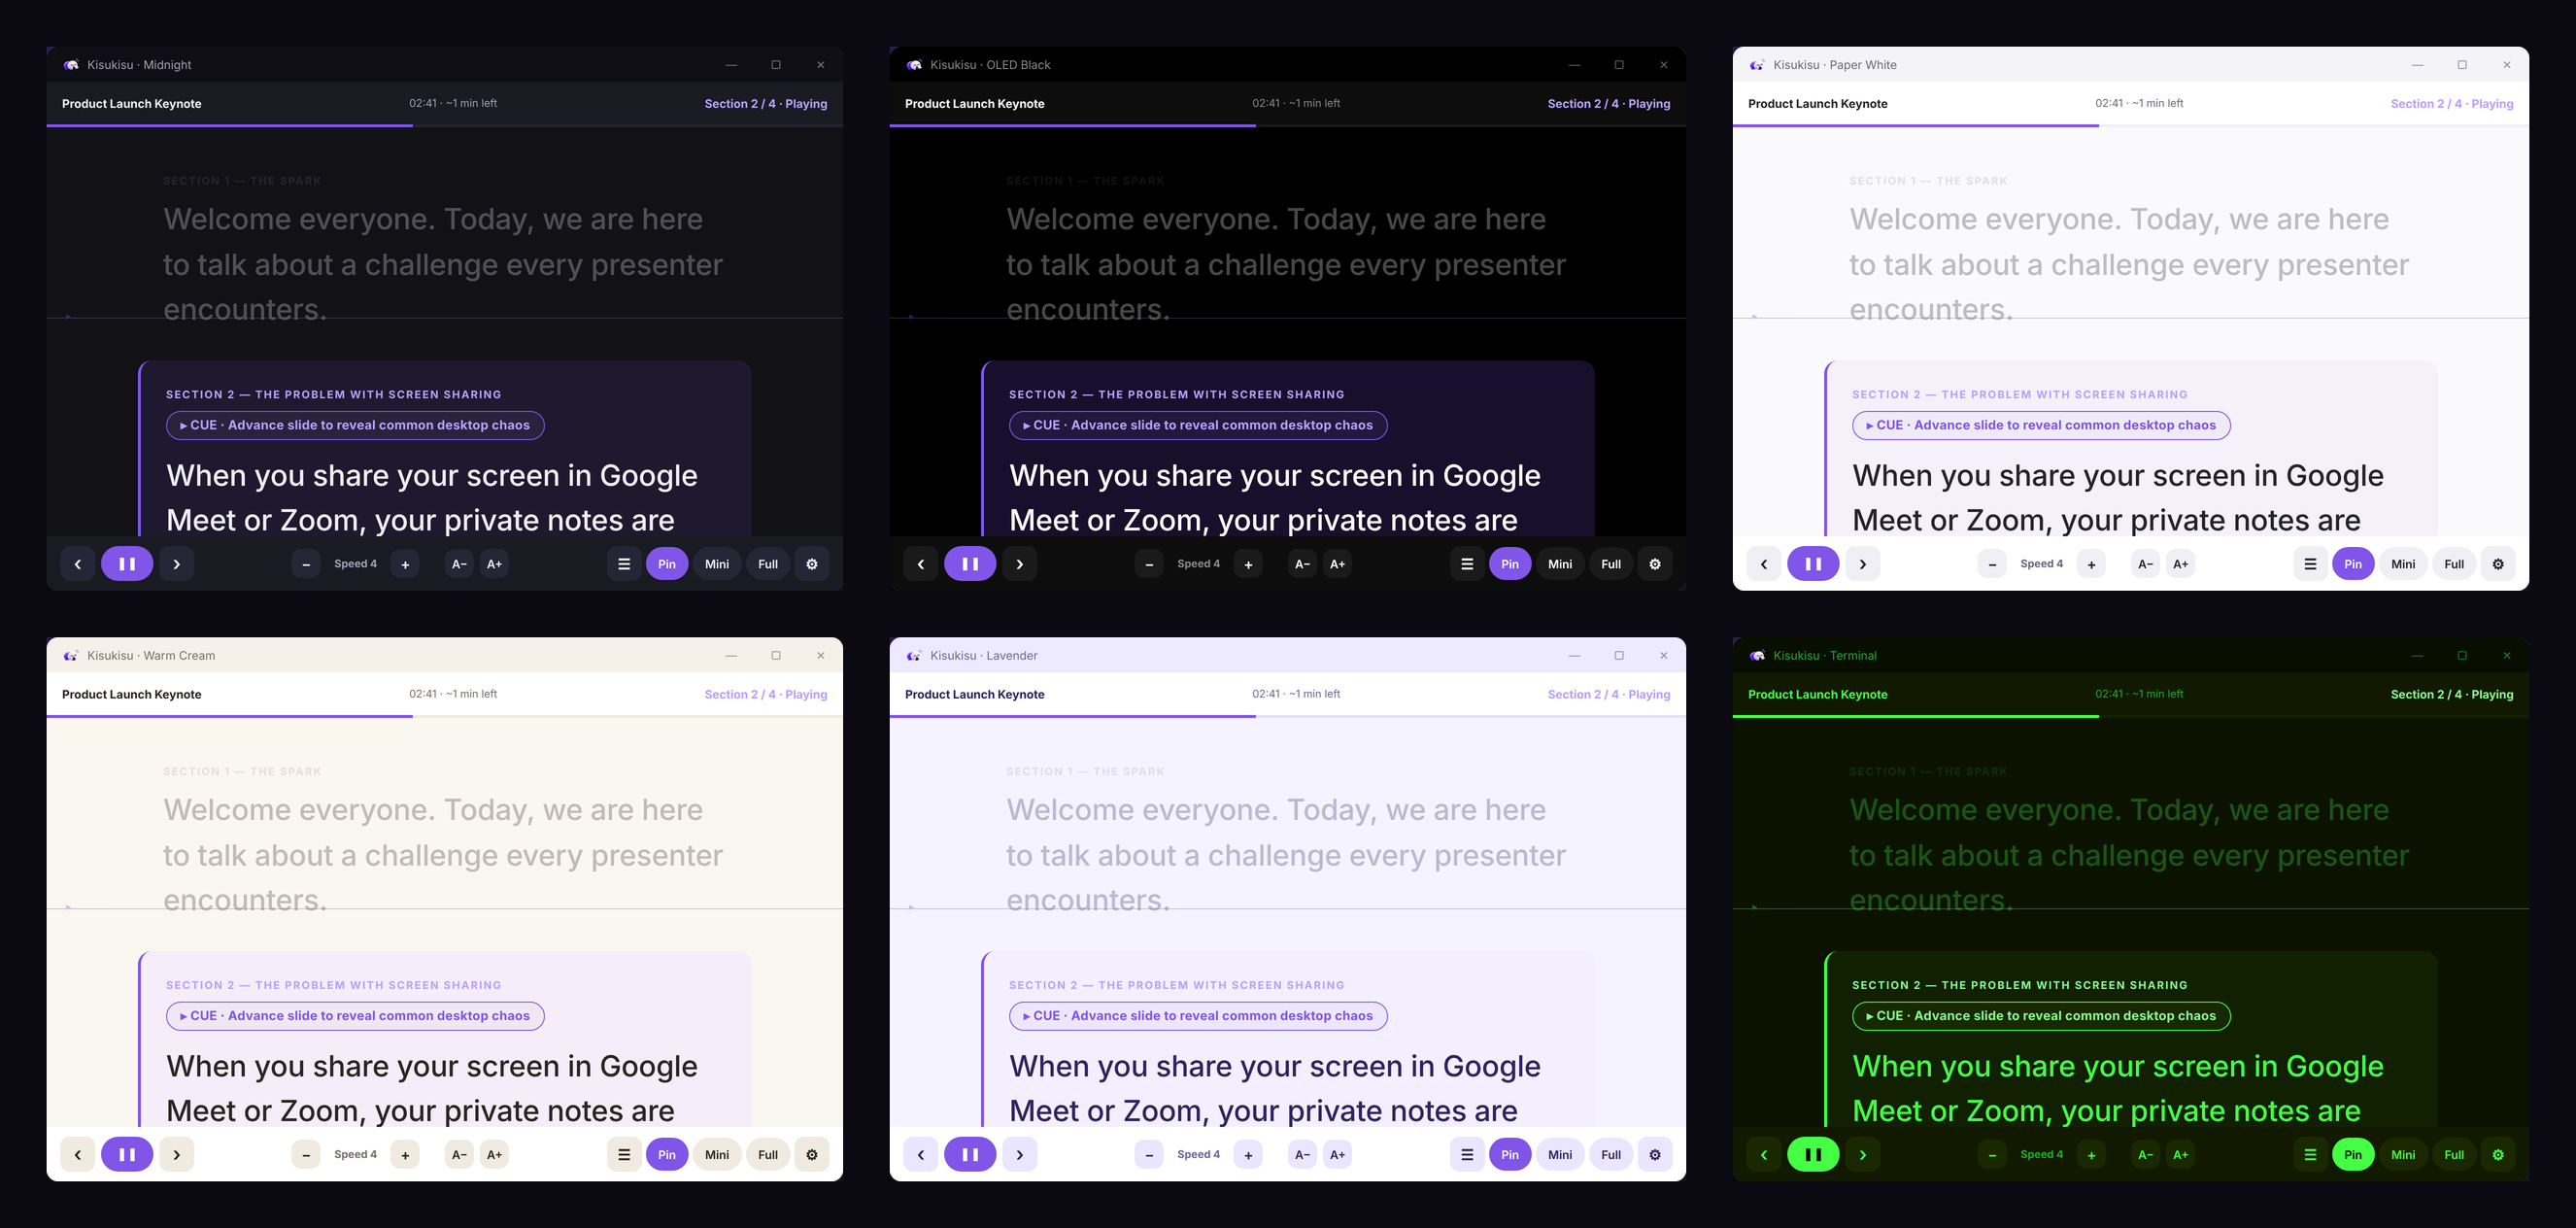 Kisukisu · Midnight
Product Launch Keynote 02:41 · ~1 min left Section 2 / 4 · Playing
SECTION 1 — THE SPARK
Welcome everyone. Today, we are here
to talk about a challenge every presenter
encounters.
SECTION 2 — THE PROBLEM WITH SCREEN SHARING
▸ CUE · Advance slide to reveal common desktop chaos
When you share your screen in Google
Meet or Zoom, your private notes are
− Speed 4 + A− A+ Pin Mini Full
Kisukisu · OLED Black
Product Launch Keynote 02:41 · ~1 min left Section 2 / 4 · Playing
SECTION 1 — THE SPARK
Welcome everyone. Today, we are here
to talk about a challenge every presenter
encounters.
SECTION 2 — THE PROBLEM WITH SCREEN SHARING
▸ CUE · Advance slide to reveal common desktop chaos
When you share your screen in Google
Meet or Zoom, your private notes are
− Speed 4 + A− A+ Pin Mini Full
Kisukisu · Paper White
Product Launch Keynote 02:41 · ~1 min left Section 2 / 4 · Playing
SECTION 1 — THE SPARK
Welcome everyone. Today, we are here
to talk about a challenge every presenter
encounters.
SECTION 2 — THE PROBLEM WITH SCREEN SHARING
▸ CUE · Advance slide to reveal common desktop chaos
When you share your screen in Google
Meet or Zoom, your private notes are
− Speed 4 + A− A+ Pin Mini Full
Kisukisu · Warm Cream
Product Launch Keynote 02:41 · ~1 min left Section 2 / 4 · Playing
SECTION 1 — THE SPARK
Welcome everyone. Today, we are here
to talk about a challenge every presenter
encounters.
SECTION 2 — THE PROBLEM WITH SCREEN SHARING
▸ CUE · Advance slide to reveal common desktop chaos
When you share your screen in Google
Meet or Zoom, your private notes are
− Speed 4 + A− A+ Pin Mini Full
Kisukisu · Lavender
Product Launch Keynote 02:41 · ~1 min left Section 2 / 4 · Playing
SECTION 1 — THE SPARK
Welcome everyone. Today, we are here
to talk about a challenge every presenter
encounters.
SECTION 2 — THE PROBLEM WITH SCREEN SHARING
▸ CUE · Advance slide to reveal common desktop chaos
When you share your screen in Google
Meet or Zoom, your private notes are
− Speed 4 + A− A+ Pin Mini Full
Kisukisu · Terminal
Product Launch Keynote 02:41 · ~1 min left Section 2 / 4 · Playing
SECTION 1 — THE SPARK
Welcome everyone. Today, we are here
to talk about a challenge every presenter
encounters.
SECTION 2 — THE PROBLEM WITH SCREEN SHARING
▸ CUE · Advance slide to reveal common desktop chaos
When you share your screen in Google
Meet or Zoom, your private notes are
− Speed 4 + A− A+ Pin Mini Full